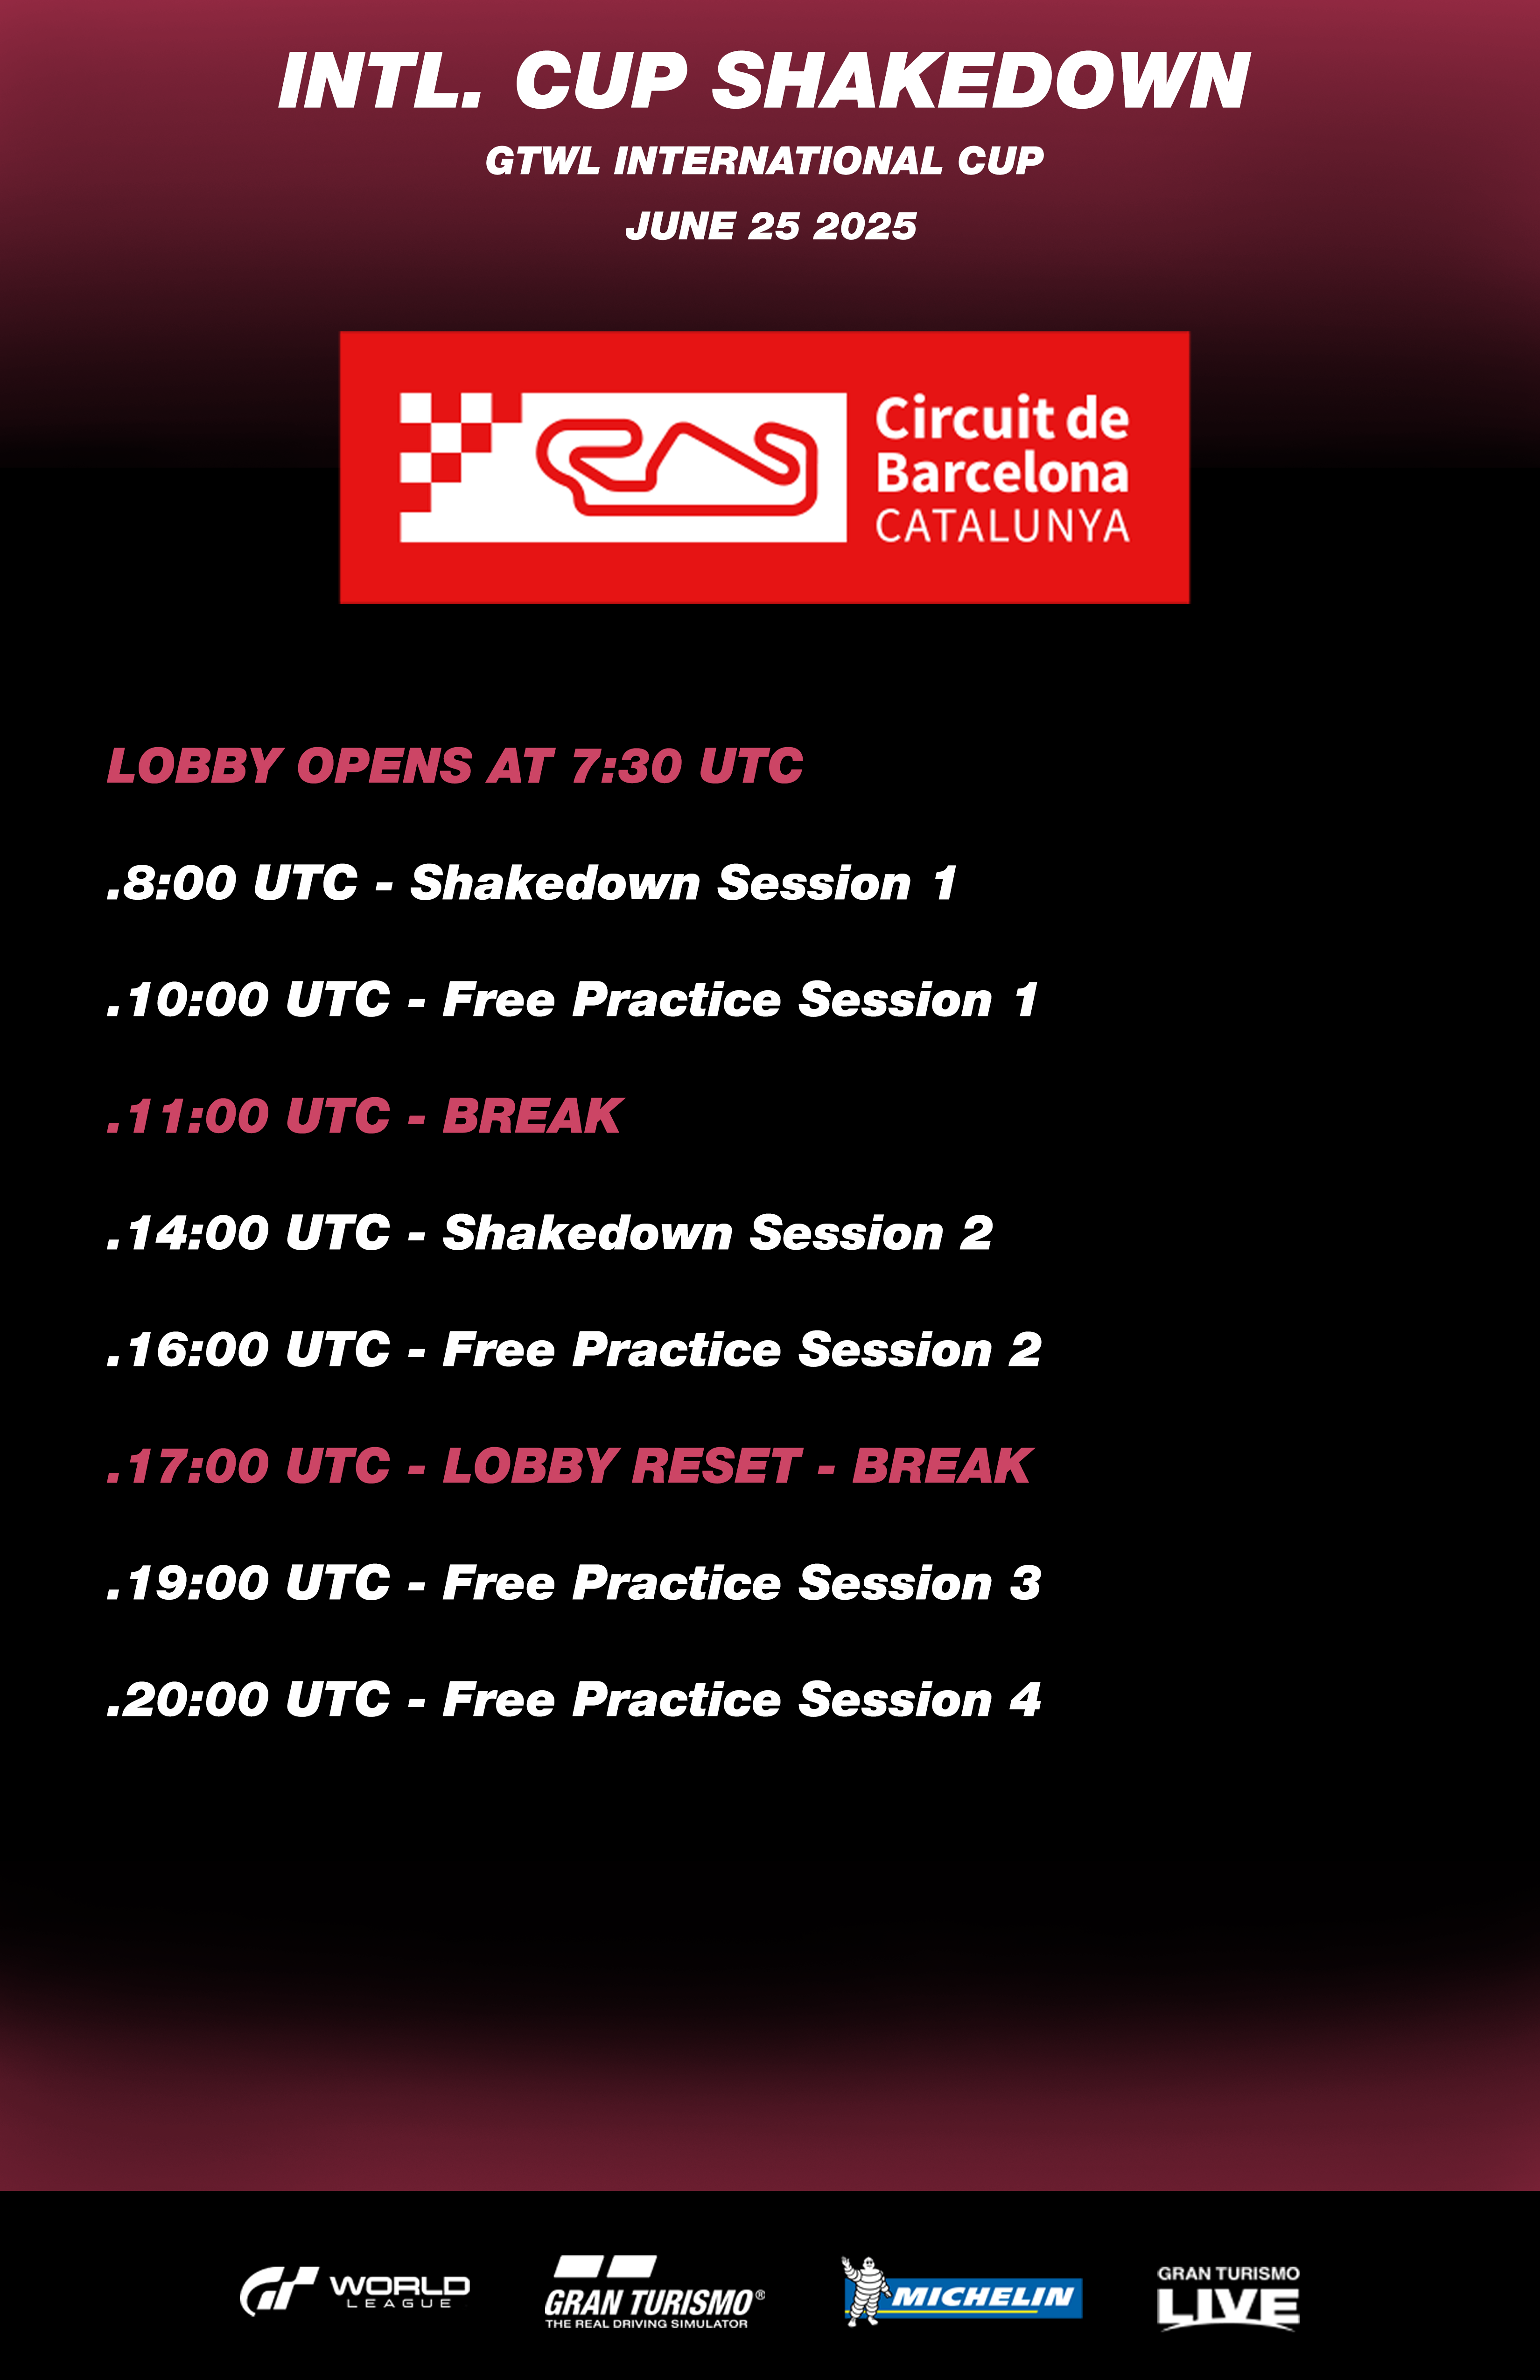 INTL. CUP SHAKEDOWN
GTWL INTERNATIONAL CUP
JUNE 25 2025
Circuit de
Barcelona
CATALUNYA
LOBBY OPENS AT 7:30 UTC
.8:00 UTC - Shakedown Session 1
.10:00 UTC - Free Practice Session 1
.11:00 UTC - BREAK
.14:00 UTC - Shakedown Session 2
.16:00 UTC - Free Practice Session 2
.17:00 UTC - LOBBY RESET - BREAK
.19:00 UTC - Free Practice Session 3
.20:00 UTC - Free Practice Session 4
GT WORLD
LEAGUE
GRAN TURISMO®
THE REAL DRIVING SIMULATOR
MICHELIN
GRAN TURISMO
LIVE